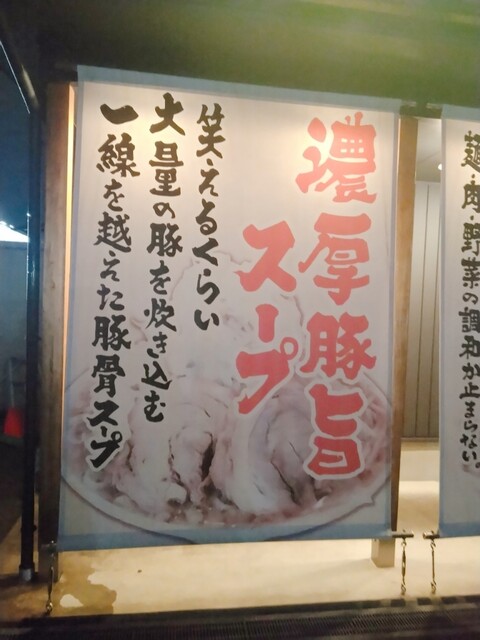 濃厚豚旨
スープ
笑えるくらい
大量の豚を炊き込む
一線を越えた豚骨スープ
麺・肉・野菜の調和が止まらない。